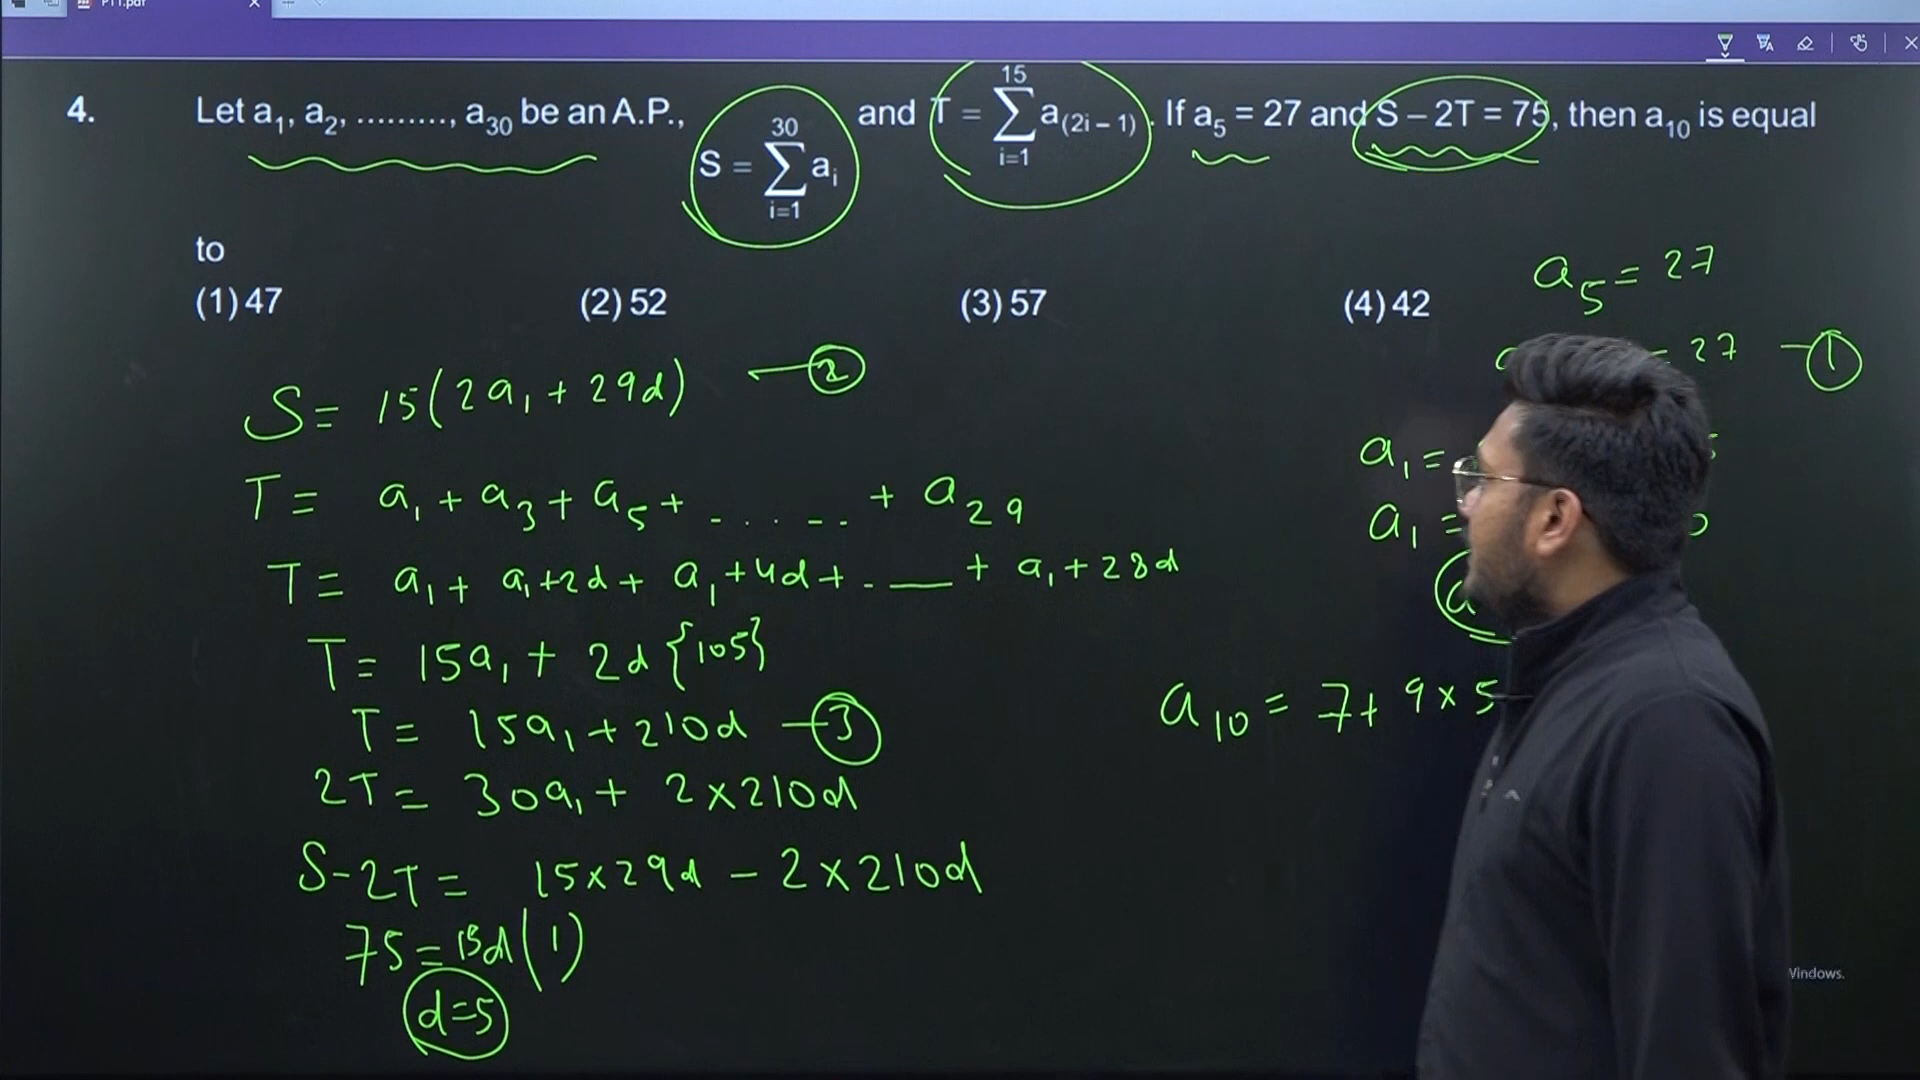 PTT.pdf
4. Let a₁, a₂, ........., a₃₀ be an A.P., S = ∑_{i=1}^{30} aᵢ and T = ∑_{i=1}^{15} a₍₂ᵢ₋₁₎. If a₅ = 27 and S – 2T = 75, then a₁₀ is equal
to
(1) 47 (2) 52 (3) 57 (4) 42
S = 15(2a₁ + 29d) — 2
T = a₁ + a₃ + a₅ + ...... + a₂₉
T = a₁ + a₁+2d + a₁+4d + . — + a₁+28d
T = 15a₁ + 2d {105}
T = 15a₁ + 210d — 3
2T = 30a₁ + 2×210d
S-2T = 15×29d – 2×210d
75 = 15d(1)
d=5
a₅ = 27
= 27 — 1
a₁ =
a₁ =
a
a₁₀ = 7+ 9×5
Windows.